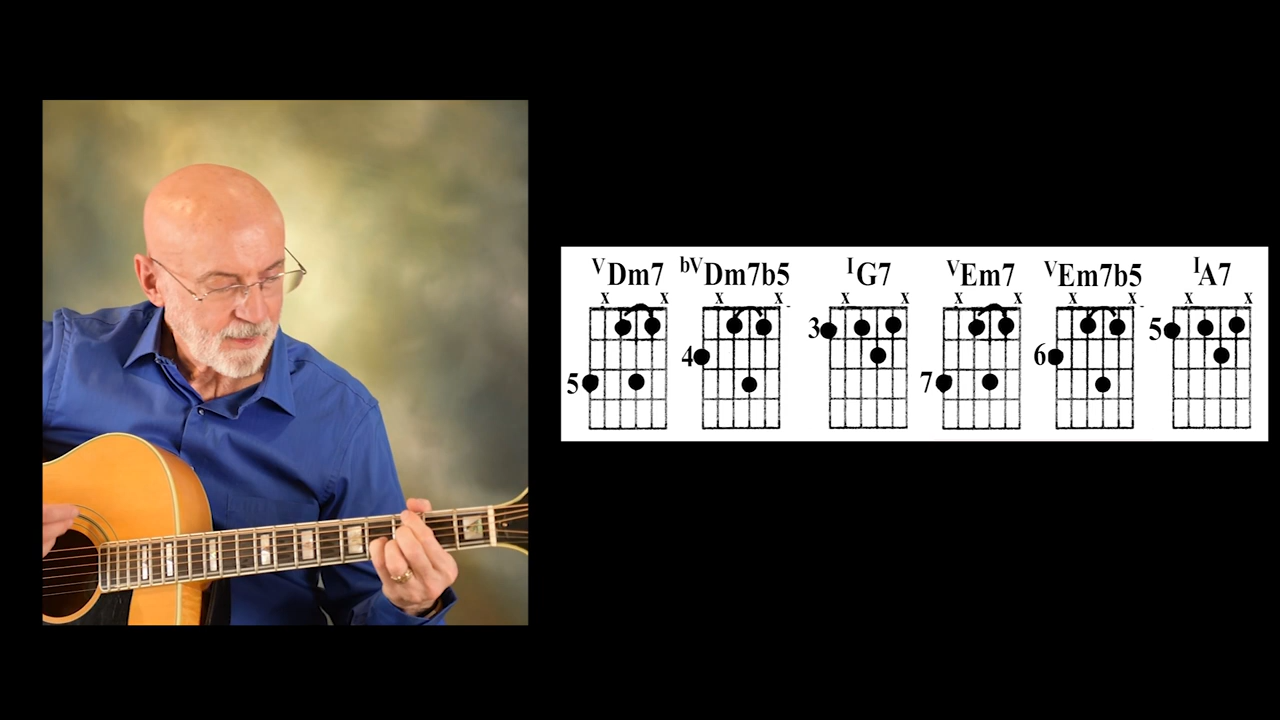 VDm7 bVDm7b5 IG7 VEm7 VEm7b5 IA7
x x x x x x x x x x x x
3 5
4 6
5 7